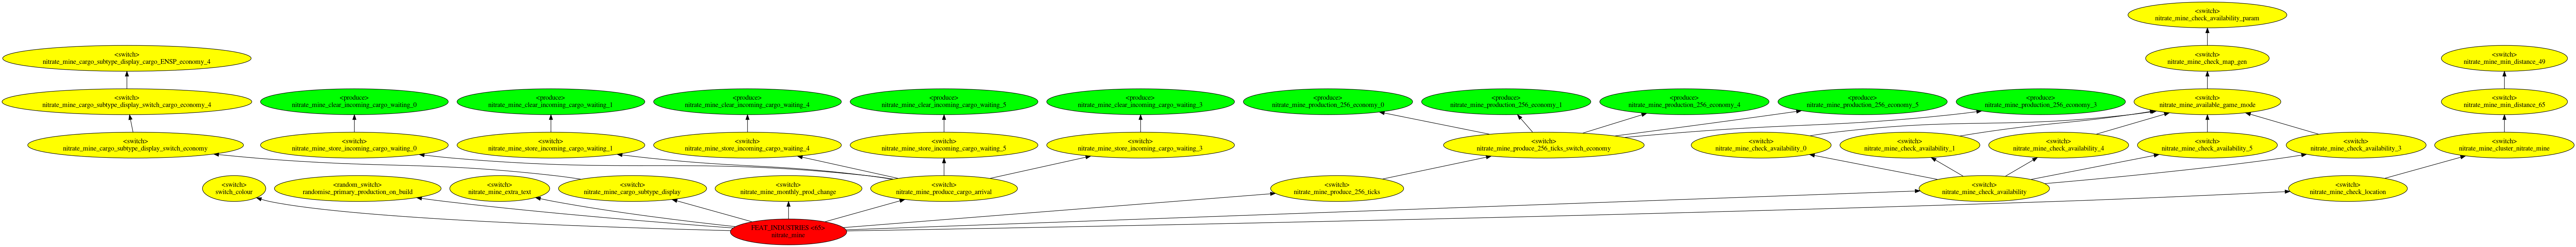 <switch>
nitrate_mine_check_availability_param
<switch>
nitrate_mine_cargo_subtype_display_cargo_ENSP_economy_4
<switch>
nitrate_mine_check_map_gen
<switch>
nitrate_mine_min_distance_49
<switch>
nitrate_mine_cargo_subtype_display_switch_cargo_economy_4
<produce>
nitrate_mine_clear_incoming_cargo_waiting_0
<produce>
nitrate_mine_clear_incoming_cargo_waiting_1
<produce>
nitrate_mine_clear_incoming_cargo_waiting_4
<produce>
nitrate_mine_clear_incoming_cargo_waiting_5
<produce>
nitrate_mine_clear_incoming_cargo_waiting_3
<produce>
nitrate_mine_production_256_economy_0
<produce>
nitrate_mine_production_256_economy_1
<produce>
nitrate_mine_production_256_economy_4
<produce>
nitrate_mine_production_256_economy_5
<produce>
nitrate_mine_production_256_economy_3
<switch>
nitrate_mine_available_game_mode
<switch>
nitrate_mine_min_distance_65
<switch>
nitrate_mine_cargo_subtype_display_switch_economy
<switch>
nitrate_mine_store_incoming_cargo_waiting_0
<switch>
nitrate_mine_store_incoming_cargo_waiting_1
<switch>
nitrate_mine_store_incoming_cargo_waiting_4
<switch>
nitrate_mine_store_incoming_cargo_waiting_5
<switch>
nitrate_mine_store_incoming_cargo_waiting_3
<switch>
nitrate_mine_produce_256_ticks_switch_economy
<switch>
nitrate_mine_check_availability_0
<switch>
nitrate_mine_check_availability_1
<switch>
nitrate_mine_check_availability_4
<switch>
nitrate_mine_check_availability_5
<switch>
nitrate_mine_check_availability_3
<switch>
nitrate_mine_cluster_nitrate_mine
<switch>
switch_colour
<random_switch>
randomise_primary_production_on_build
<switch>
nitrate_mine_extra_text
<switch>
nitrate_mine_cargo_subtype_display
<switch>
nitrate_mine_monthly_prod_change
<switch>
nitrate_mine_produce_cargo_arrival
<switch>
nitrate_mine_produce_256_ticks
<switch>
nitrate_mine_check_availability
<switch>
nitrate_mine_check_location
FEAT_INDUSTRIES
nitrate_mine